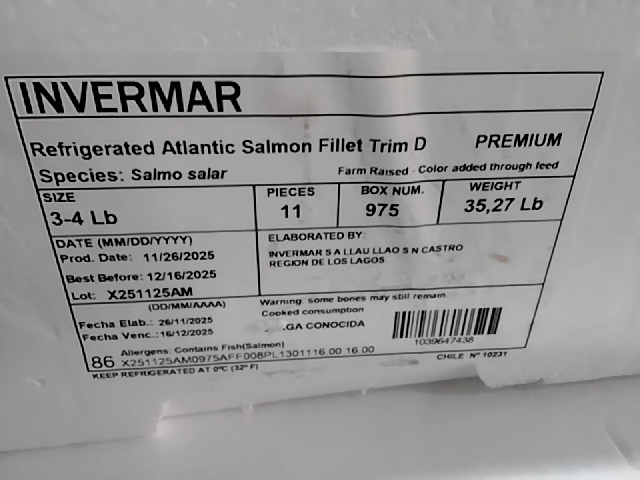 INVERMAR
Refrigerated Atlantic Salmon Fillet Trim D PREMIUM
Species: Salmo salar Farm Raised - Color added through feed
SIZE PIECES BOX NUM. WEIGHT
3-4 Lb 11 975 35,27 Lb
DATE (MM/DD/YYYY) ELABORATED BY:
Prod. Date: 11/26/2025 INVERMAR S A LLAU LLAO S N CASTRO
REGION DE LOS LAGOS
Best Before: 12/16/2025
Lot: X251125AM
(DD/MM/AAAA) Warning: some bones may still remain
Cooked consumption
Fecha Elab.: 26/11/2025
Fecha Venc.: 16/12/2025 .GA CONOCIDA
1039647438
Allergens: Contains Fish(Salmon)
86 X251125AM0975AFF008PL1301116 00 16.00
CHILE Nº 10231
KEEP REFRIGERATED AT 0ºC (32º F)